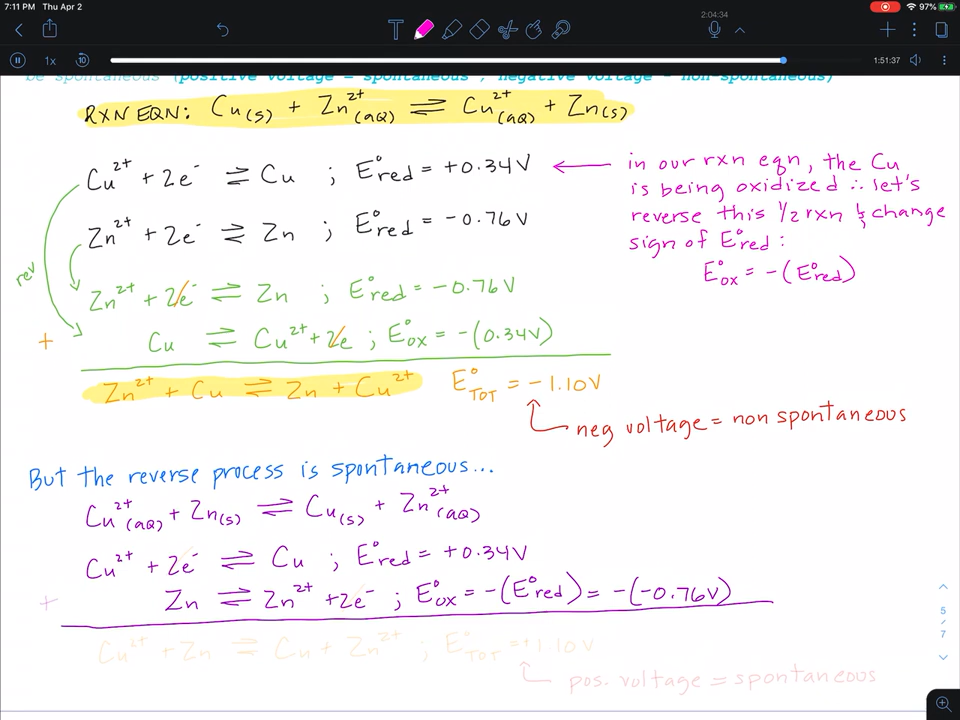 7:11 PM Thu Apr 2
97%
2:04:34
1x
10
1:51:37
be spontaneous (positive voltage = spontaneous ; negative voltage = non-spontaneous)
RXN EQN: Cu(s) + Zn²⁺(aq) ⇌ Cu²⁺(aq) + Zn(s)
Cu²⁺ + 2e⁻ ⇌ Cu ; E°red = +0.34V
in our rxn eqn, the Cu
is being oxidized ∴ let's
reverse this ½ rxn & change
sign of E°red :
E°ox = -(E°red)
Zn²⁺ + 2e⁻ ⇌ Zn ; E°red = -0.76V
rev
Zn²⁺ + 2e⁻ ⇌ Zn ; E°red = -0.76V
+ Cu ⇌ Cu²⁺ + 2e ; E°ox = -(0.34V)
Zn²⁺ + Cu ⇌ Zn + Cu²⁺ E°TOT = -1.10V
neg voltage = non spontaneous
But the reverse process is spontaneous...
Cu²⁺(aq) + Zn(s) ⇌ Cu(s) + Zn²⁺(aq)
Cu²⁺ + 2e⁻ ⇌ Cu ; E°red = +0.34V
+ Zn ⇌ Zn²⁺ + 2e⁻ ; E°ox = -(E°red) = -(-0.76V)
Cu²⁺ + Zn ⇌ Cu + Zn²⁺ ; E°TOT = +1.10V
pos. voltage = spontaneous
5
/
7